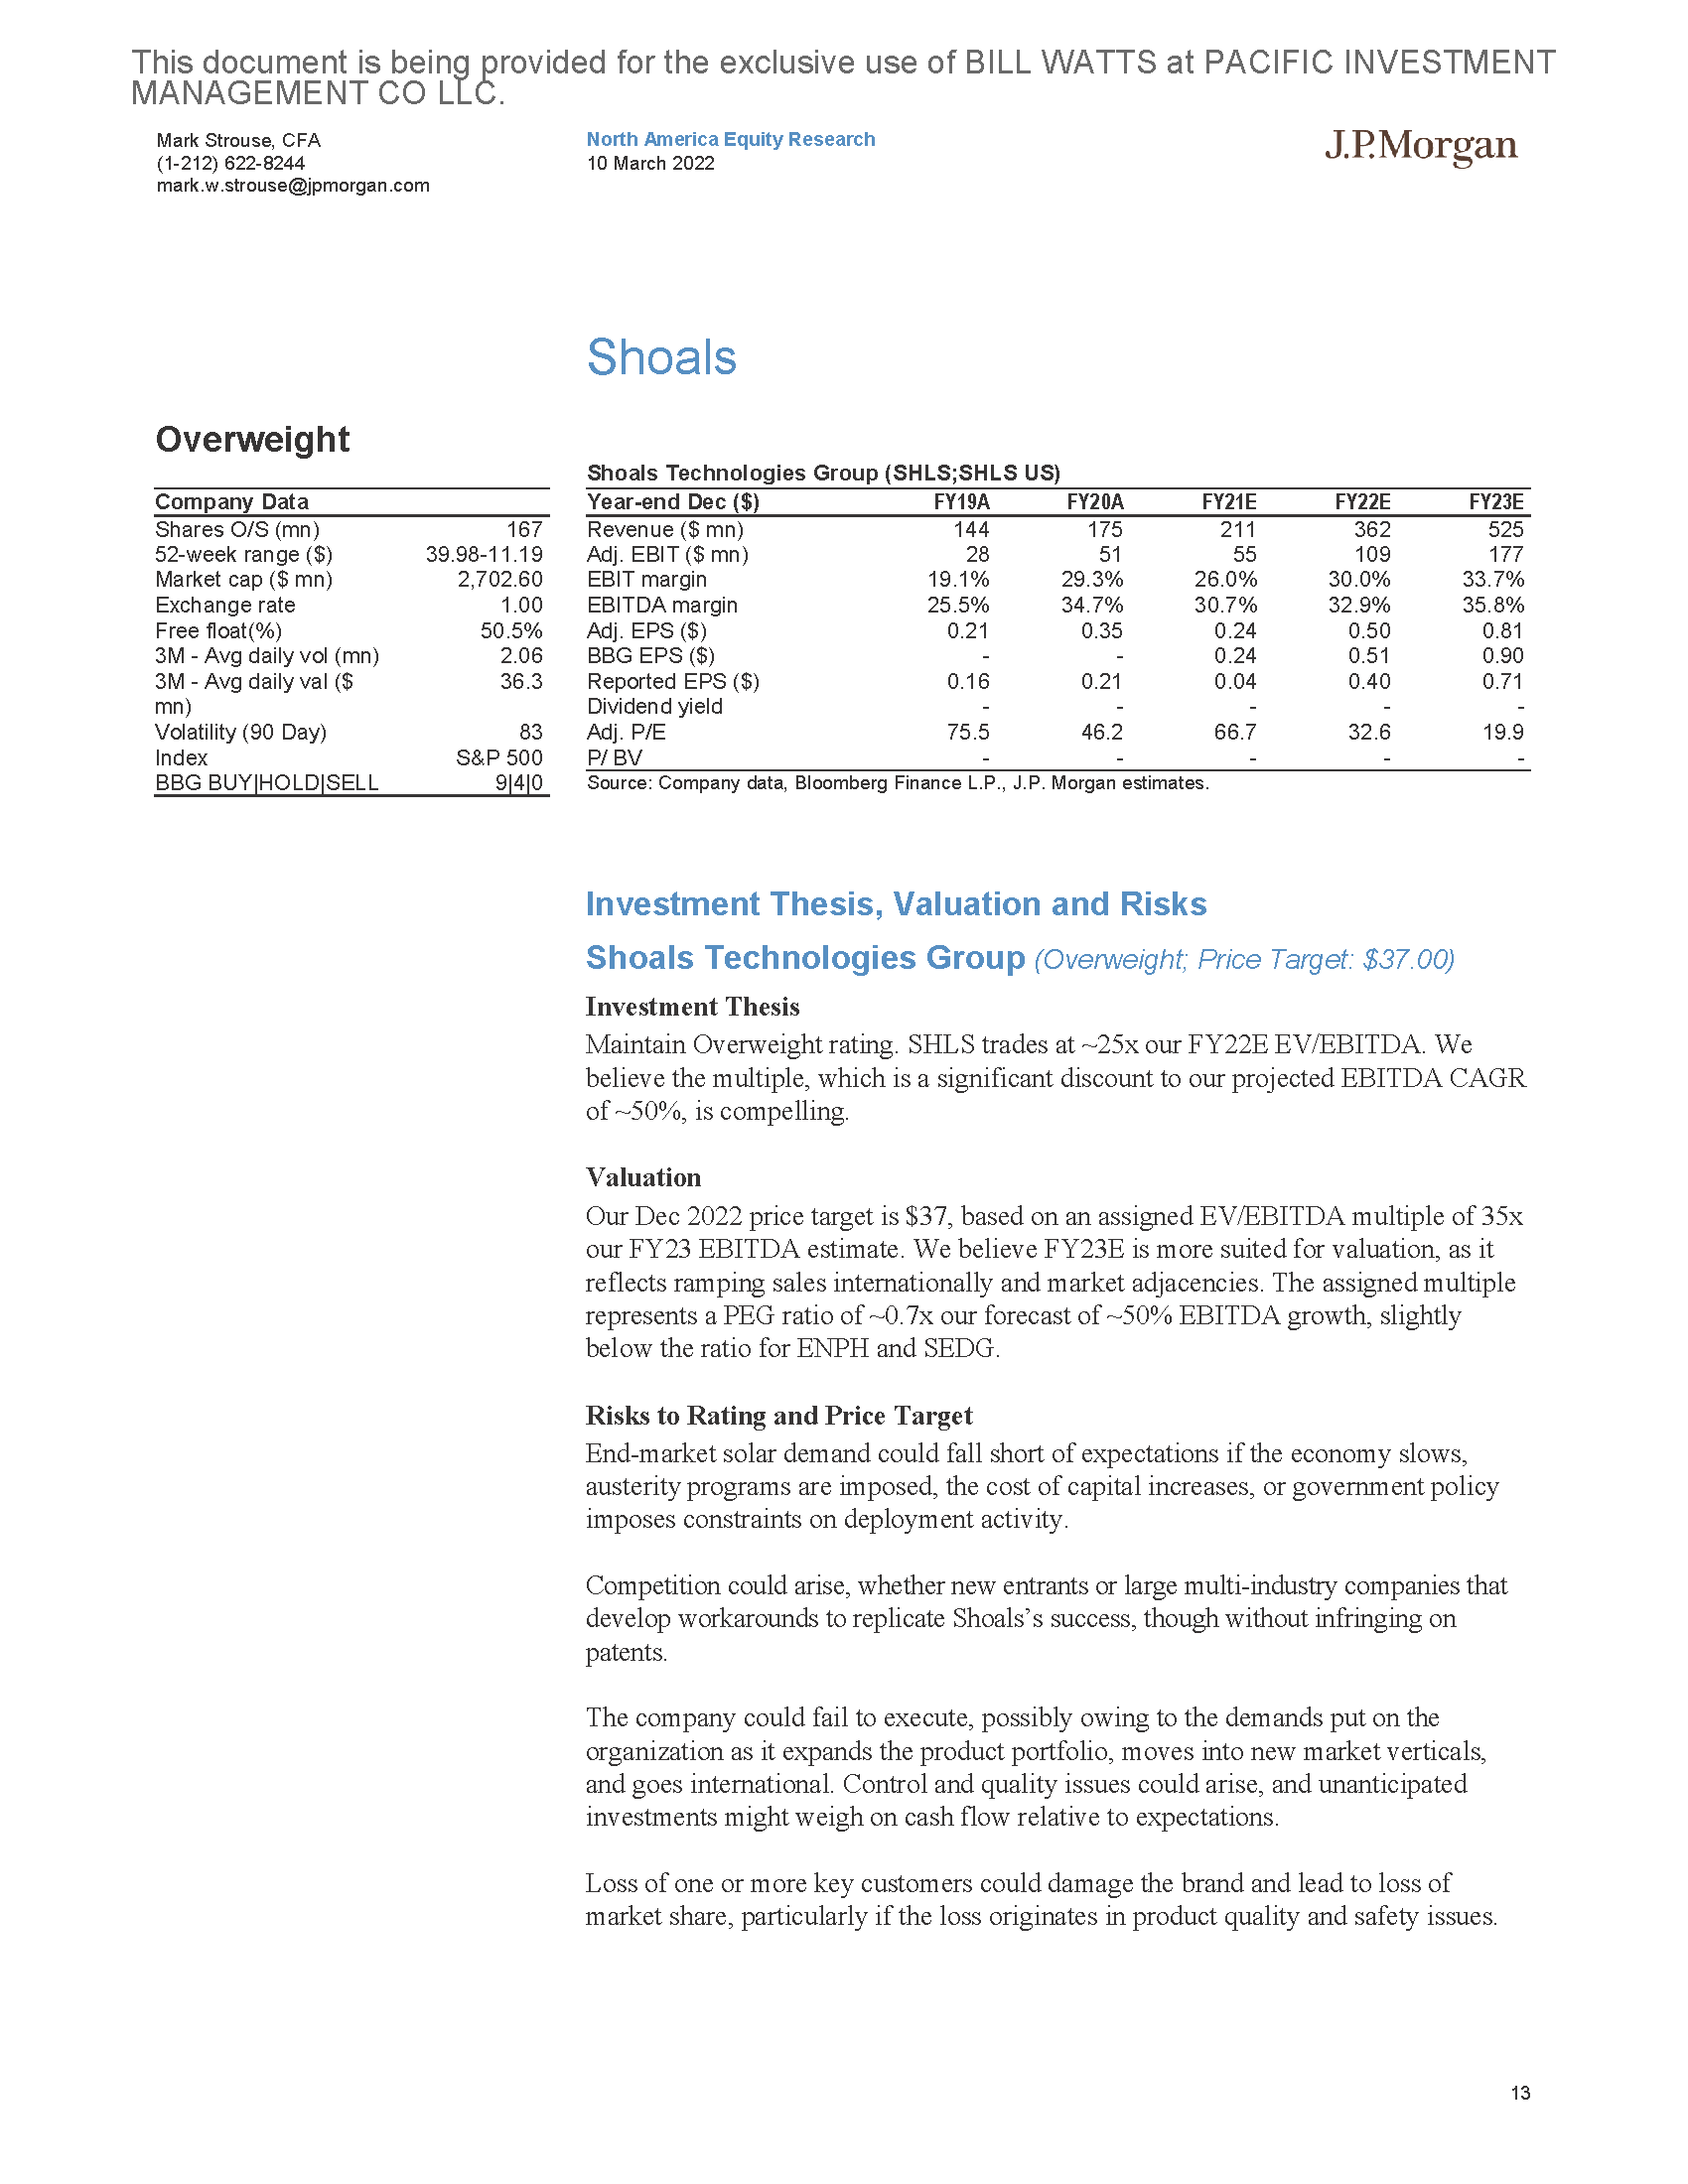 This document is being provided for the exclusive use of BILL WATTS at PACIFIC INVESTMENT
MANAGEMENT CO LLC.
Mark Strouse, CFA
(1-212) 622-8244
mark.w.strouse@jpmorgan.com
North America Equity Research
10 March 2022
J.P.Morgan
Shoals
Overweight
Company Data
Shares O/S (mn) 167
52-week range ($) 39.98-11.19
Market cap ($ mn) 2,702.60
Exchange rate 1.00
Free float(%) 50.5%
3M - Avg daily vol (mn) 2.06
3M - Avg daily val ($ 36.3
mn)
Volatility (90 Day) 83
Index S&P 500
BBG BUY|HOLD|SELL 9|4|0
Shoals Technologies Group (SHLS;SHLS US)
Year-end Dec ($) FY19A FY20A FY21E FY22E FY23E
Revenue ($ mn) 144 175 211 362 525
Adj. EBIT ($ mn) 28 51 55 109 177
EBIT margin 19.1% 29.3% 26.0% 30.0% 33.7%
EBITDA margin 25.5% 34.7% 30.7% 32.9% 35.8%
Adj. EPS ($) 0.21 0.35 0.24 0.50 0.81
BBG EPS ($) - - 0.24 0.51 0.90
Reported EPS ($) 0.16 0.21 0.04 0.40 0.71
Dividend yield - - - - -
Adj. P/E 75.5 46.2 66.7 32.6 19.9
P/ BV - - - - -
Source: Company data, Bloomberg Finance L.P., J.P. Morgan estimates.
Investment Thesis, Valuation and Risks
Shoals Technologies Group (Overweight; Price Target: $37.00)
Investment Thesis
Maintain Overweight rating. SHLS trades at ~25x our FY22E EV/EBITDA. We
believe the multiple, which is a significant discount to our projected EBITDA CAGR
of ~50%, is compelling.
Valuation
Our Dec 2022 price target is $37, based on an assigned EV/EBITDA multiple of 35x
our FY23 EBITDA estimate. We believe FY23E is more suited for valuation, as it
reflects ramping sales internationally and market adjacencies. The assigned multiple
represents a PEG ratio of ~0.7x our forecast of ~50% EBITDA growth, slightly
below the ratio for ENPH and SEDG.
Risks to Rating and Price Target
End-market solar demand could fall short of expectations if the economy slows,
austerity programs are imposed, the cost of capital increases, or government policy
imposes constraints on deployment activity.
Competition could arise, whether new entrants or large multi-industry companies that
develop workarounds to replicate Shoals’s success, though without infringing on
patents.
The company could fail to execute, possibly owing to the demands put on the
organization as it expands the product portfolio, moves into new market verticals,
and goes international. Control and quality issues could arise, and unanticipated
investments might weigh on cash flow relative to expectations.
Loss of one or more key customers could damage the brand and lead to loss of
market share, particularly if the loss originates in product quality and safety issues.
13